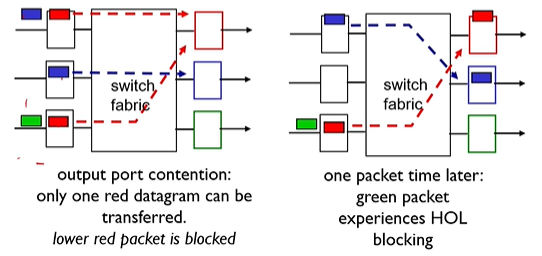 switch
fabric
output port contention:
only one red datagram can be
transferred.
lower red packet is blocked
switch
fabric
one packet time later:
green packet
experiences HOL
blocking